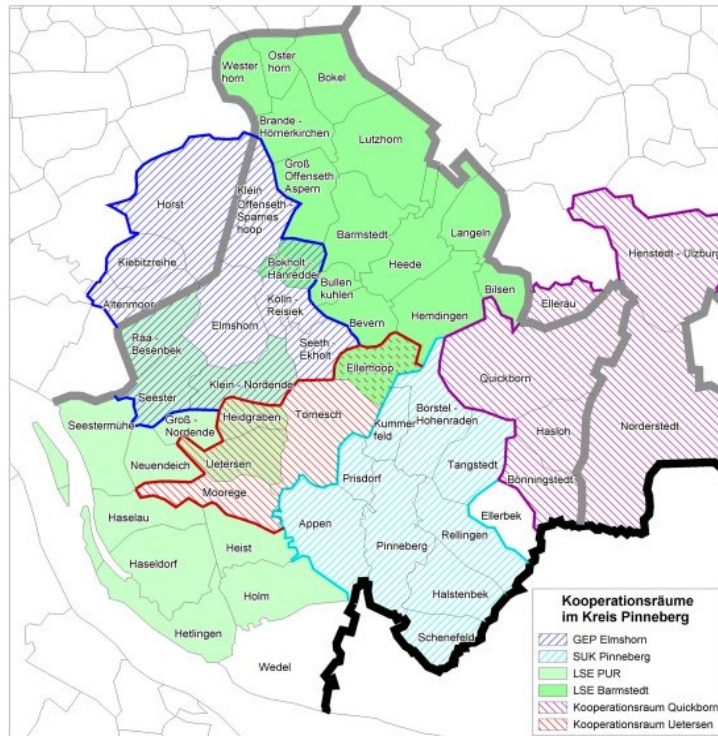 Wester
horn
Oster
horn
Bokel
Brande -
Hörnerkirchen
Lutzhorn
Groß
Offenseth
Aspern
Klein
Offenseth -
Sparries
hoop
Horst
Barmstedt
Langeln
Kiebitzreihe
Bokholt -
Hanredder
Heede
Henstedt - Ulzburg
Altenmoor
Bullen
kuhlen
Bilsen
Kölln -
Reisiek
Ellerau
Raa
Besenbek
Elmshorn
Bevern
Hemdingen
Seeth
Ekholt
Ellerhoop
Quickborn
Seester
Klein - Nordende
Seestermühe
Groß -
Nordende
Heidgraben
Tornesch
Kummer
feld
Borstel -
Hohenraden
Hasloh
Norderstedt
Neuendeich
Uetersen
Prisdorf
Tangstedt
Bönningstedt
Moorege
Haselau
Appen
Ellerbek
Pinneberg
Rellingen
Heist
Haseldorf
Holm
Halstenbek
Hetlingen
Schenefeld
Wedel
Kooperationsräume
im Kreis Pinneberg
GEP Elmshorn
SUK Pinneberg
LSE PUR
LSE Barmstedt
Kooperationsraum Quickborn
Kooperationsraum Uetersen